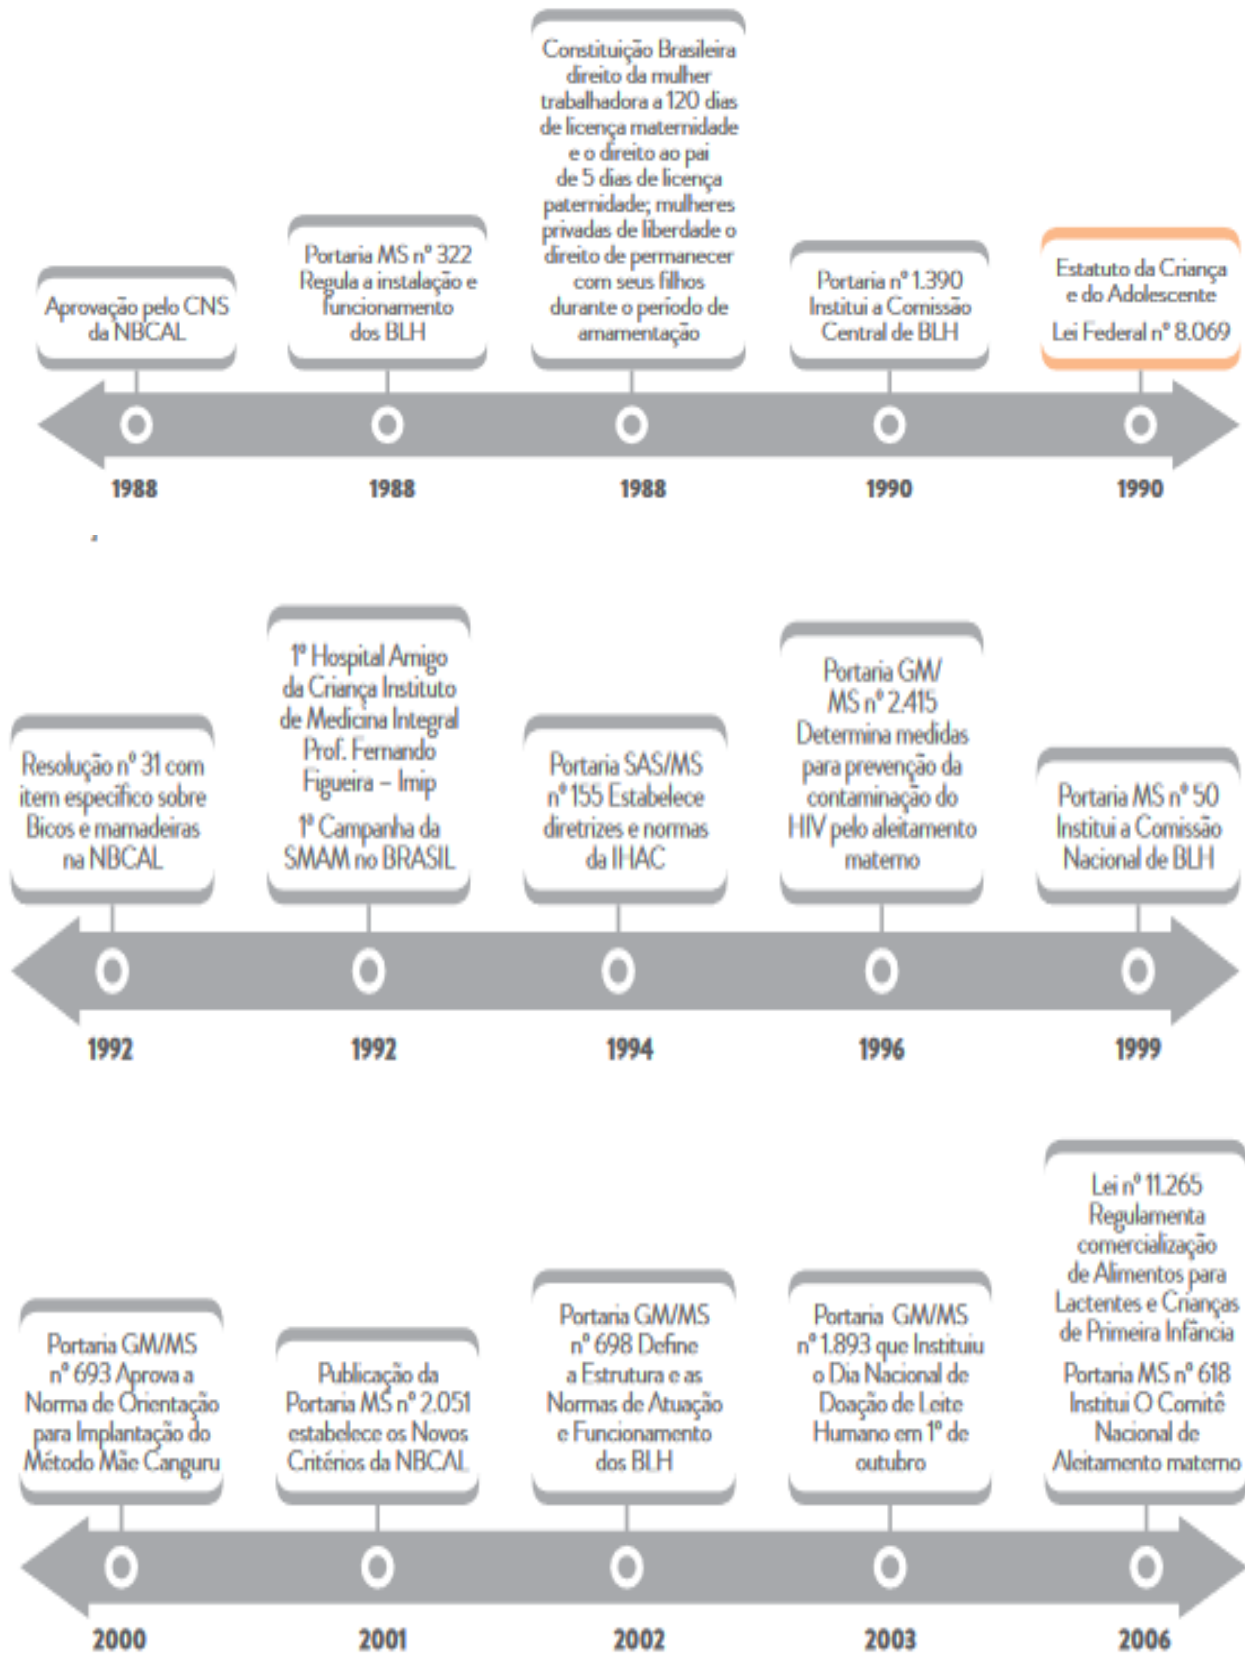 Aprovação pelo CNS
da NBCAL
1988
Portaria MS nº 322
Regula a instalação e
funcionamento
dos BLH
1988
Constituição Brasileira
direito da mulher
trabalhadora a 120 dias
de licença maternidade
e o direito ao pai
de 5 dias de licença
paternidade; mulheres
privadas de liberdade o
direito de permanecer
com seus filhos
durante o período de
amamentação
1988
Portaria nº 1.390
Institui a Comissão
Central de BLH
1990
Estatuto da Criança
e do Adolescente
Lei Federal nº 8.069
1990
Resolução nº 31 com
item específico sobre
Bicos e mamadeiras
na NBCAL
1992
1º Hospital Amigo
da Criança Instituto
de Medicina Integral
Prof. Fernando
Figueira – Imip
1ª Campanha da
SMAM no BRASIL
1992
Portaria SAS/MS
nº 155 Estabelece
diretrizes e normas
da IHAC
1994
Portaria GM/
MS nº 2.415
Determina medidas
para prevenção da
contaminação do
HIV pelo aleitamento
materno
1996
Portaria MS nº 50
Institui a Comissão
Nacional de BLH
1999
Portaria GM/MS
nº 693 Aprova a
Norma de Orientação
para Implantação do
Método Mãe Canguru
2000
Publicação da
Portaria MS nº 2.051
estabelece os Novos
Critérios da NBCAL
2001
Portaria GM/MS
nº 698 Define
a Estrutura e as
Normas de Atuação
e Funcionamento
dos BLH
2002
Portaria GM/MS
nº 1.893 que Instituiu
o Dia Nacional de
Doação de Leite
Humano em 1º de
outubro
2003
Lei nº 11.265
Regulamenta
comercialização
de Alimentos para
Lactentes e Crianças
de Primeira Infância
Portaria MS nº 618
Institui O Comitê
Nacional de
Aleitamento materno
2006